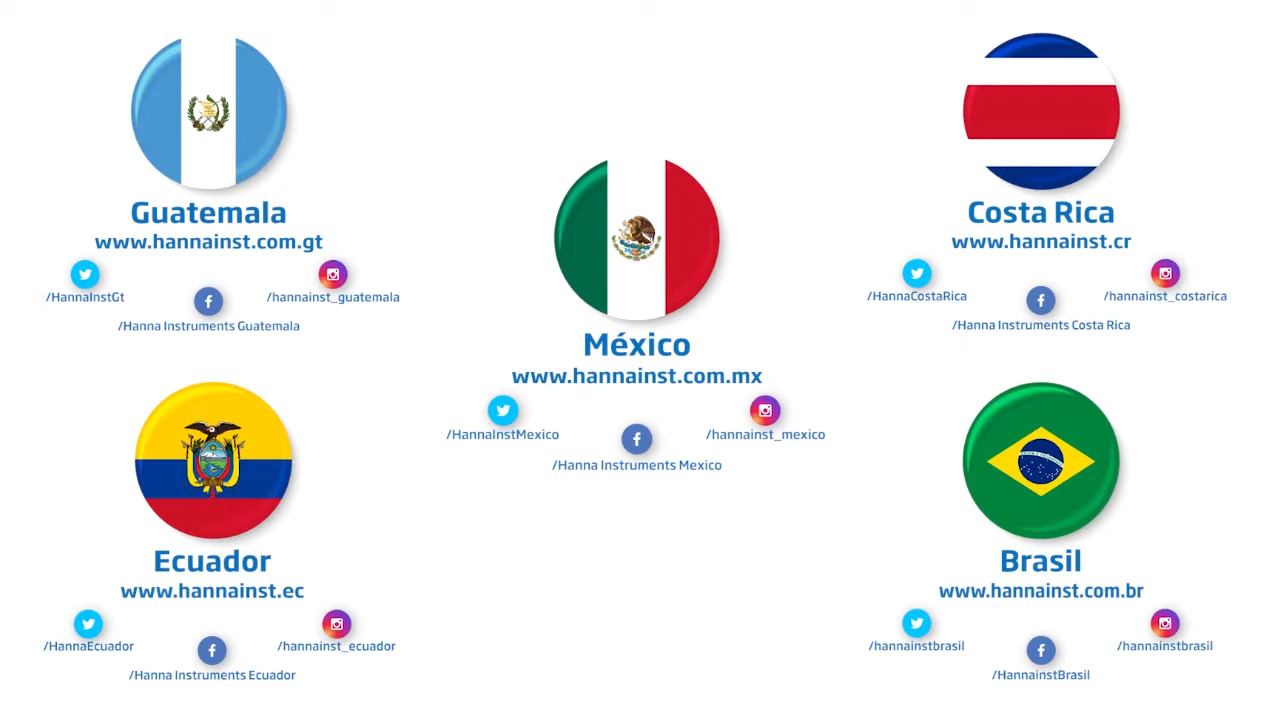 Guatemala
www.hannainst.com.gt
/HannaInstGt
/hannainst_guatemala
/Hanna Instruments Guatemala
Costa Rica
www.hannainst.cr
/HannaCostaRica
/hannainst_costarica
/Hanna Instruments Costa Rica
México
www.hannainst.com.mx
/HannaInstMexico
/hannainst_mexico
/Hanna Instruments Mexico
Ecuador
www.hannainst.ec
/HannaEcuador
/hannainst_ecuador
/Hanna Instruments Ecuador
Brasil
www.hannainst.com.br
/hannainstbrasil
/hannainstbrasil
/HannainstBrasil